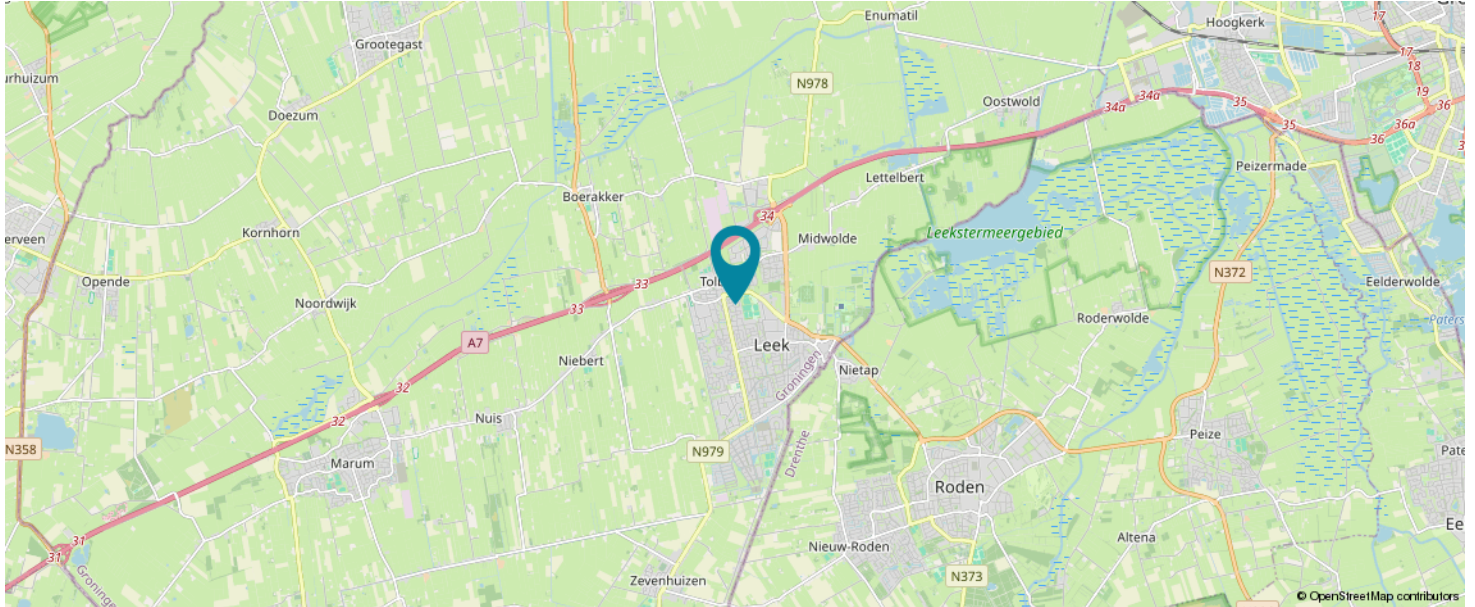 Enumatil
Hoogkerk
Grootegast
17
17
18
N978
19
34a
34a
35
36
Oostwold
35
36a
36
Doezum
Peizermade
Lettelbert
Boerakker
34
Kornhorn
Midwolde
Leekstermeergebied
N372
Opende
33
Eelderwolde
Noordwijk
33
Roderwolde
A7
Leek
Niebert
Nietap
Groningen
32
32
Nuis
Peize
N358
N979
Drenthe
Marum
Roden
31
31
Altena
Nieuw-Roden
N373
Zevenhuizen
© OpenStreetMap contributors